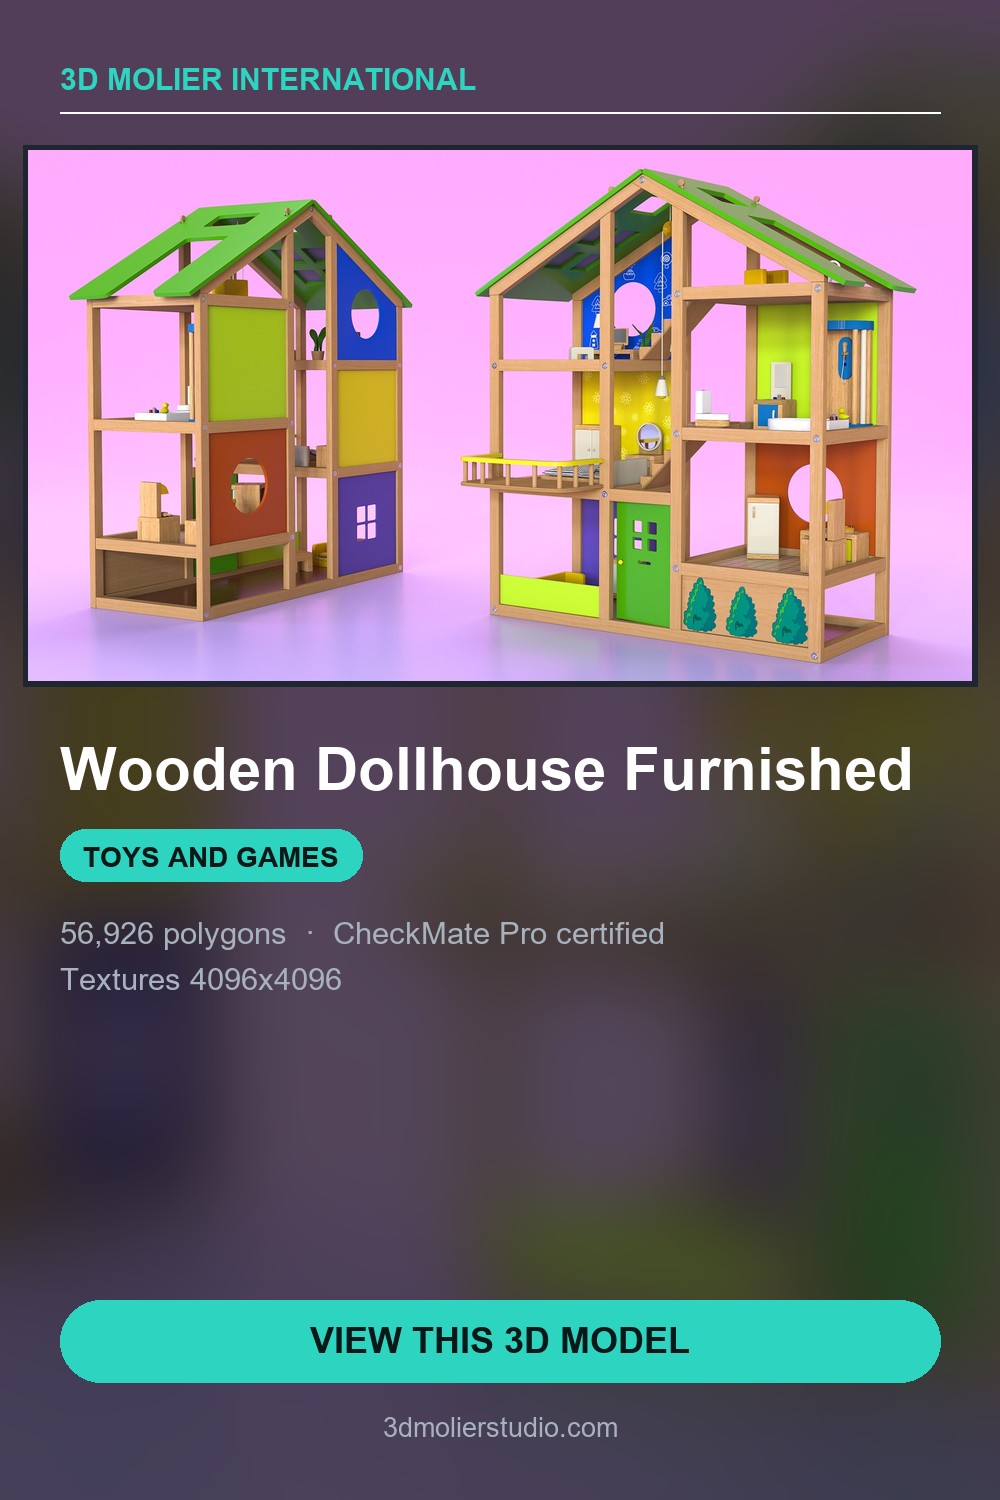 3D MOLIER INTERNATIONAL
Wooden Dollhouse Furnished
TOYS AND GAMES
56,926 polygons · CheckMate Pro certified
Textures 4096x4096
VIEW THIS 3D MODEL
3dmolierstudio.com